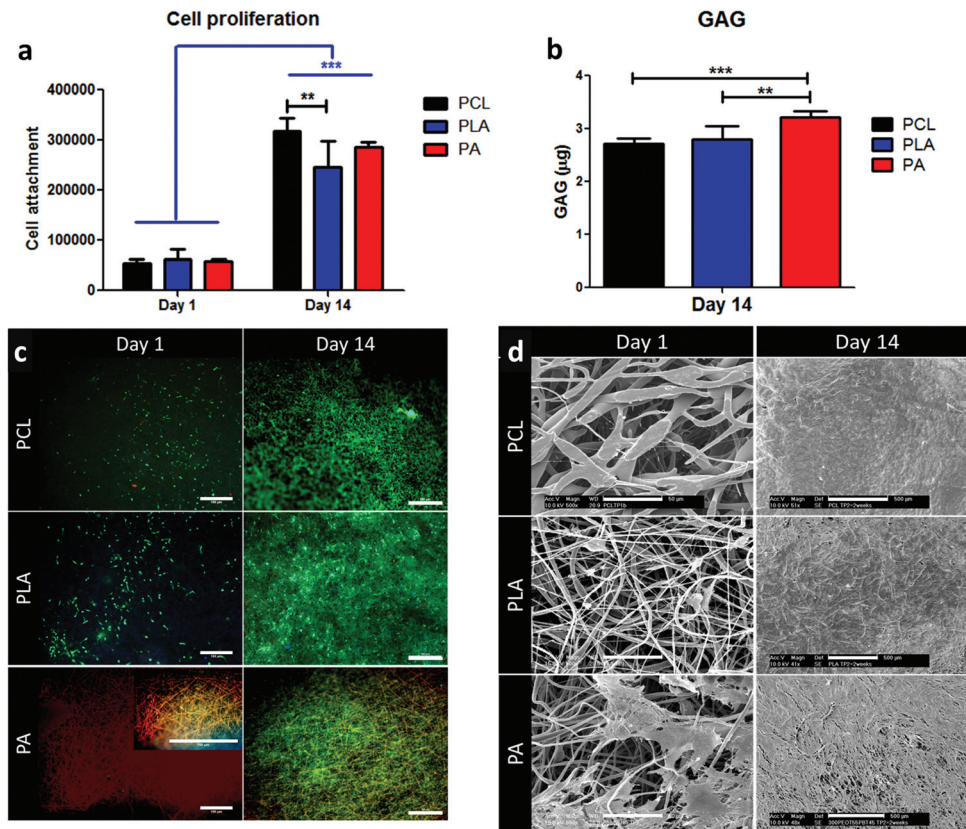 Cell proliferation
a
***
**
Cell attachment
400000
300000
200000
100000
0
Day 1
Day 14
PCL
PLA
PA
GAG
b
***
**
GAG (µg)
4
3
2
1
0
Day 14
PCL
PLA
PA
c
Day 1
Day 14
PCL
PLA
PA
d
Day 1
Day 14
PCL
Acc.V Magn WD 50 µm
10.0 kV 500x 20.9 PCLTP1b
Acc.V Magn Det 500 µm
10.0 kV 51x SE PCL TP2=2weeks
PLA
Acc.V Magn Det 500 µm
10.0 kV 41x SE PLA TP2=2weeks
PA
Acc.V Magn Det 500 µm
10.0 kV 48x SE 300PEOT55PBT45 TP2=2weeks